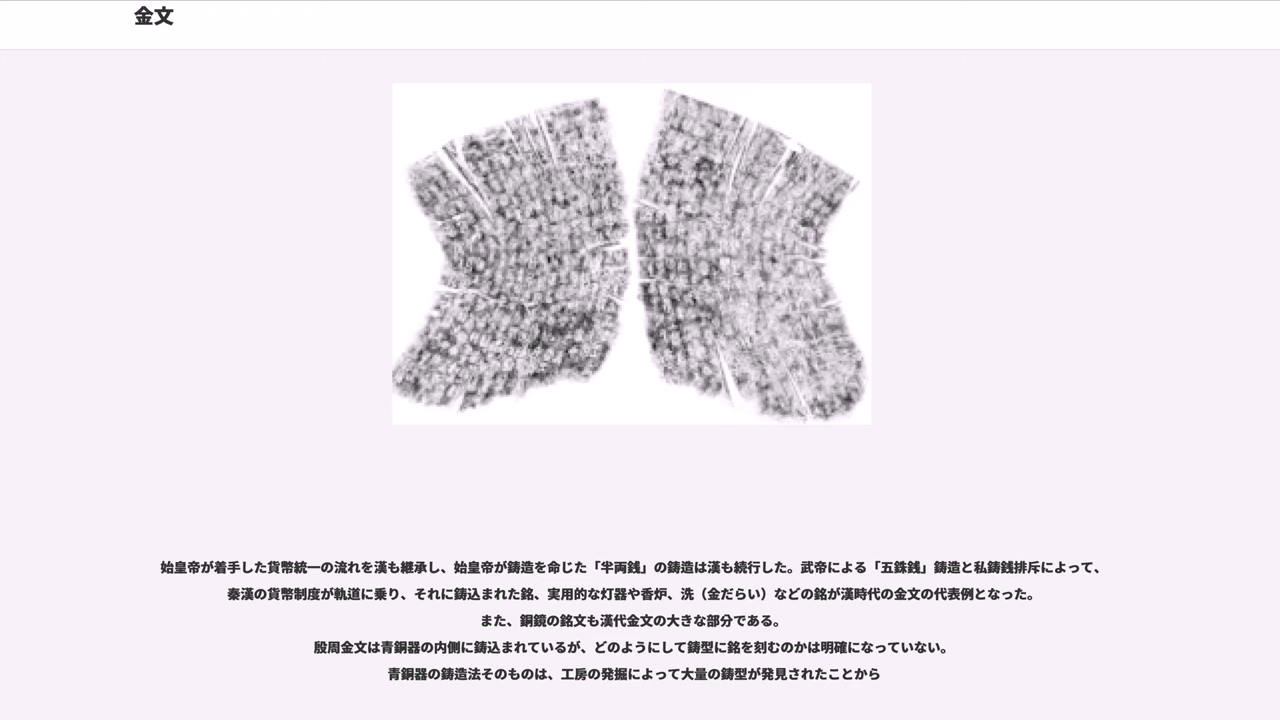 金文
始皇帝が着手した貨幣統一の流れを漢も継承し、始皇帝が鋳造を命じた「半両銭」の鋳造は漢も続行した。武帝による「五銖銭」鋳造と私鋳銭排斥によって、
秦漢の貨幣制度が軌道に乗り、それに鋳込まれた銘、実用的な灯器や香炉、洗（金だらい）などの銘が漢時代の金文の代表例となった。
また、銅鏡の銘文も漢代金文の大きな部分である。
殷周金文は青銅器の内側に鋳込まれているが、どのようにして鋳型に銘を刻むのかは明確になっていない。
青銅器の鋳造法そのものは、工房の発掘によって大量の鋳型が発見されたことから